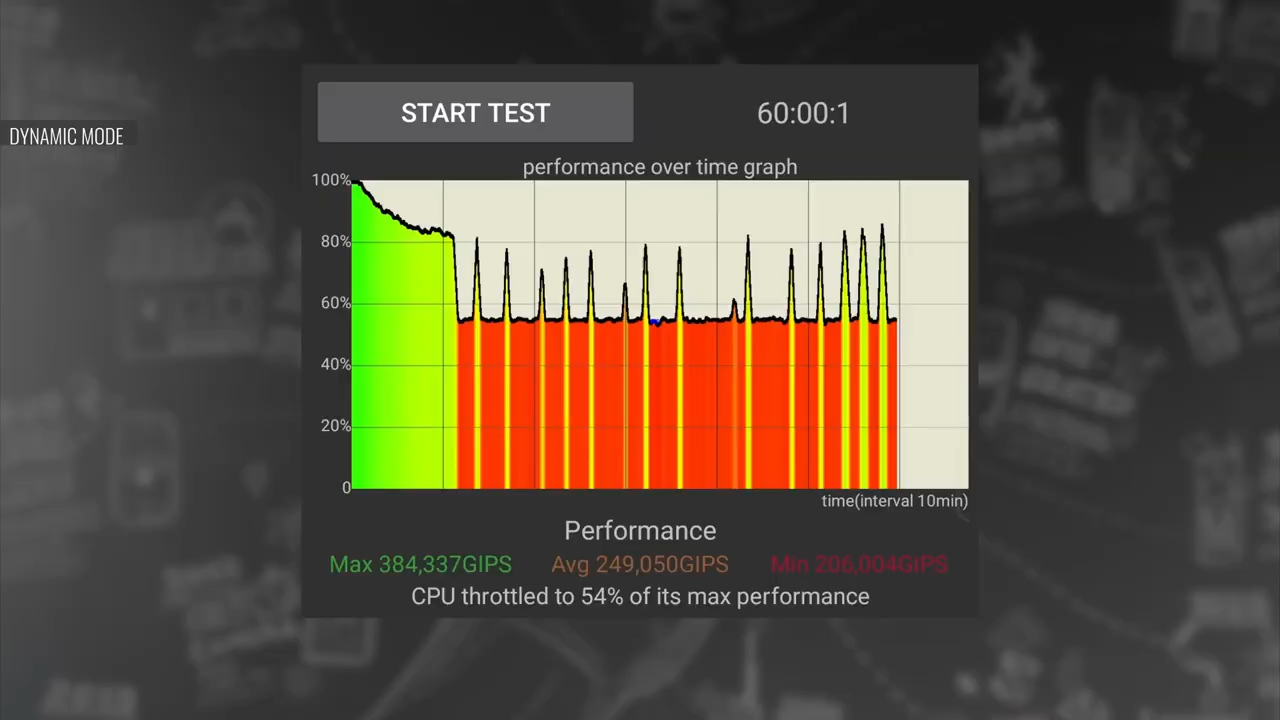 START TEST
60:00:1
DYNAMIC MODE
performance over time graph
100%
80%
60%
40%
20%
0
time(interval 10min)
Performance
Max 384,337GIPS Avg 249,050GIPS Min 206,004GIPS
CPU throttled to 54% of its max performance